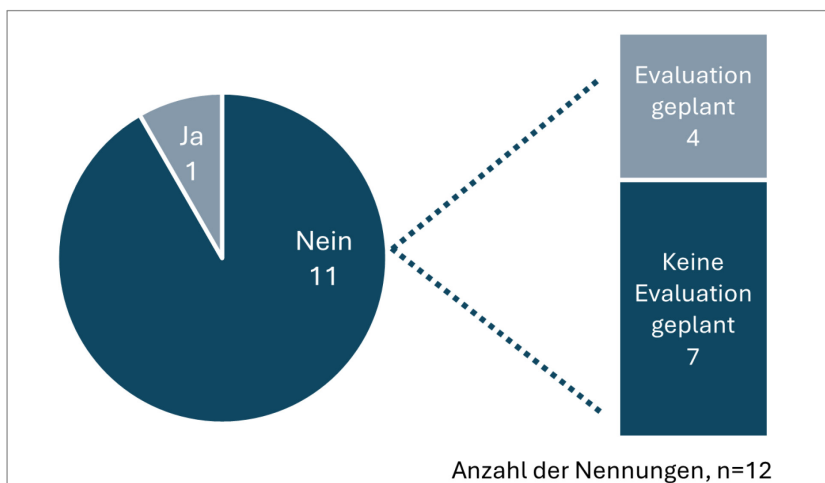 Ja
1
Nein
11
Evaluation
geplant
4
Keine
Evaluation
geplant
7
Anzahl der Nennungen, n=12